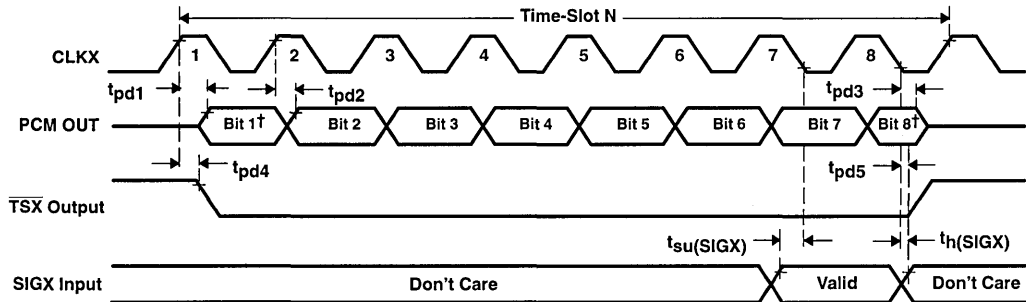 Time-Slot N
CLKX
1 2 3 4 5 6 7 8
tpd1 tpd2 tpd3
PCM OUT
Bit 1† Bit 2 Bit 3 Bit 4 Bit 5 Bit 6 Bit 7 Bit 8†
tpd4 tpd5
TSX Output
tsu(SIGX) th(SIGX)
SIGX Input
Don't Care Valid Don't Care